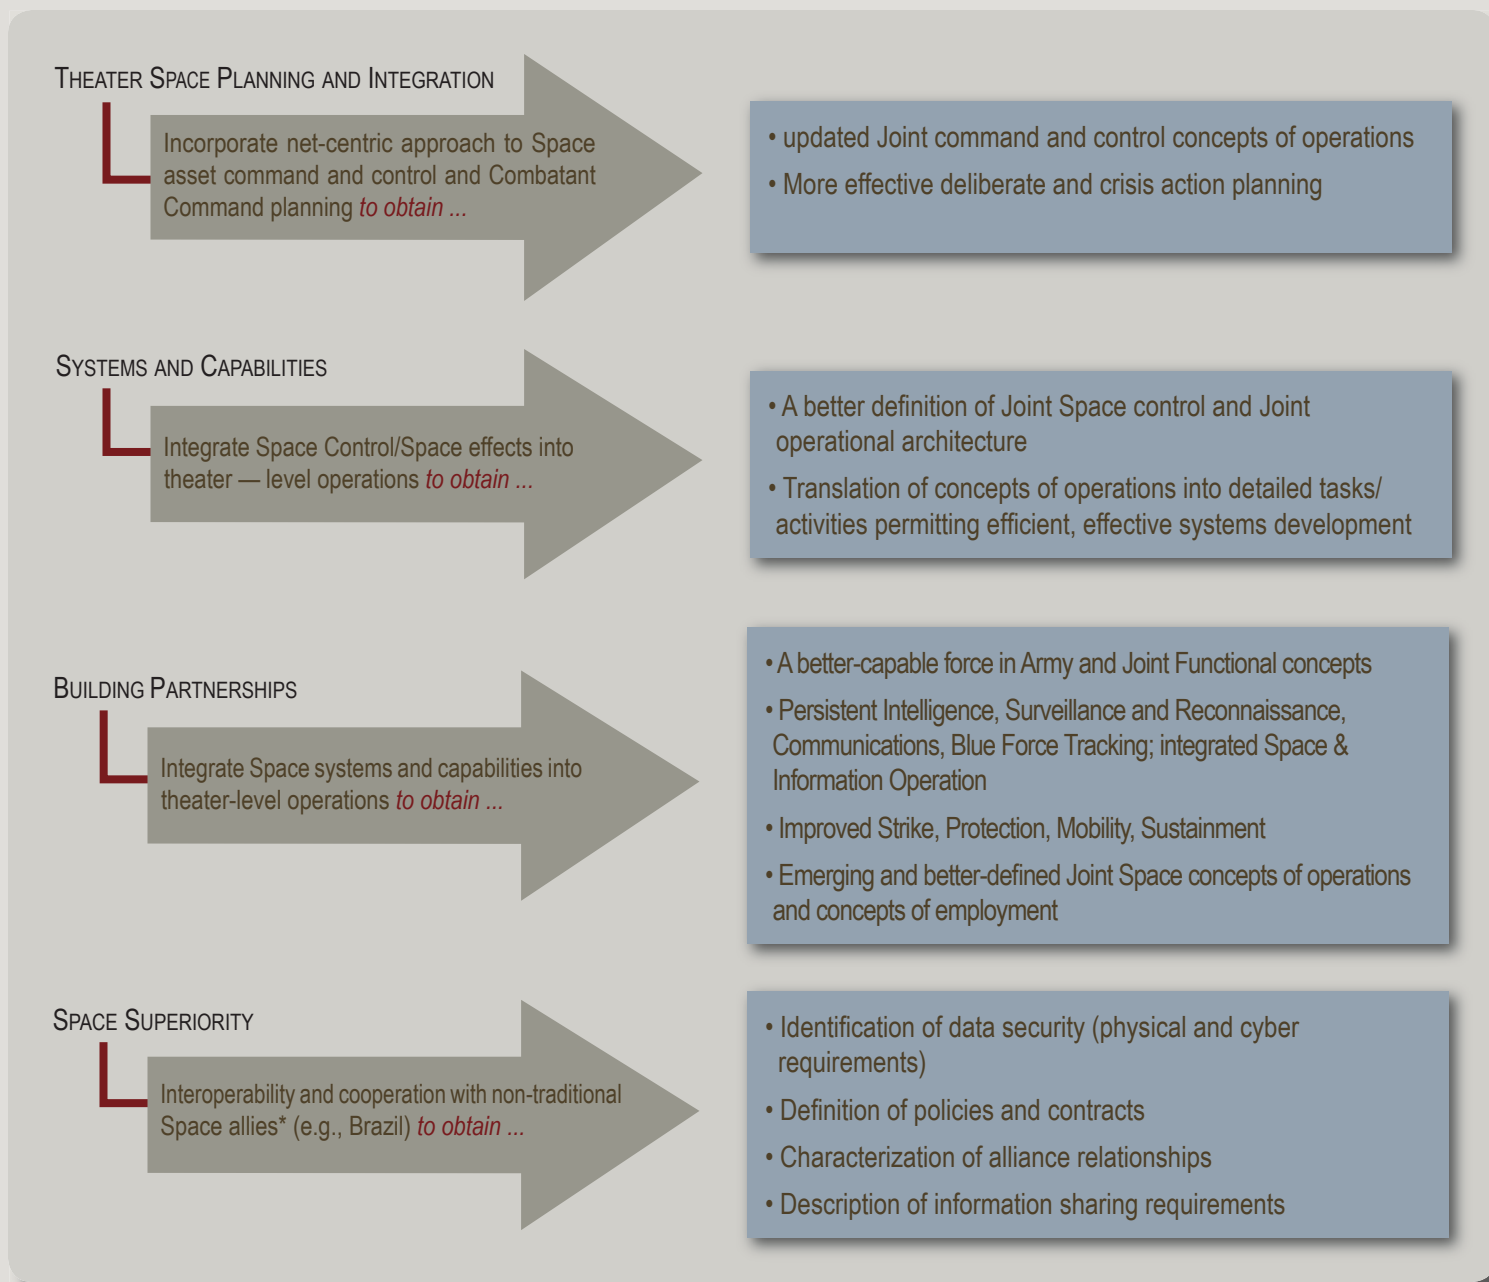 THEATER SPACE PLANNING AND INTEGRATION
Incorporate net-centric approach to Space
asset command and control and Combatant
Command planning to obtain ...
• updated Joint command and control concepts of operations
• More effective deliberate and crisis action planning
SYSTEMS AND CAPABILITIES
Integrate Space Control/Space effects into
theater — level operations to obtain ...
• A better definition of Joint Space control and Joint
operational architecture
• Translation of concepts of operations into detailed tasks/
activities permitting efficient, effective systems development
BUILDING PARTNERSHIPS
Integrate Space systems and capabilities into
theater-level operations to obtain ...
• A better-capable force in Army and Joint Functional concepts
• Persistent Intelligence, Surveillance and Reconnaissance,
Communications, Blue Force Tracking; integrated Space &
Information Operation
• Improved Strike, Protection, Mobility, Sustainment
• Emerging and better-defined Joint Space concepts of operations
and concepts of employment
SPACE SUPERIORITY
Interoperability and cooperation with non-traditional
Space allies* (e.g., Brazil) to obtain ...
• Identification of data security (physical and cyber
requirements)
• Definition of policies and contracts
• Characterization of alliance relationships
• Description of information sharing requirements